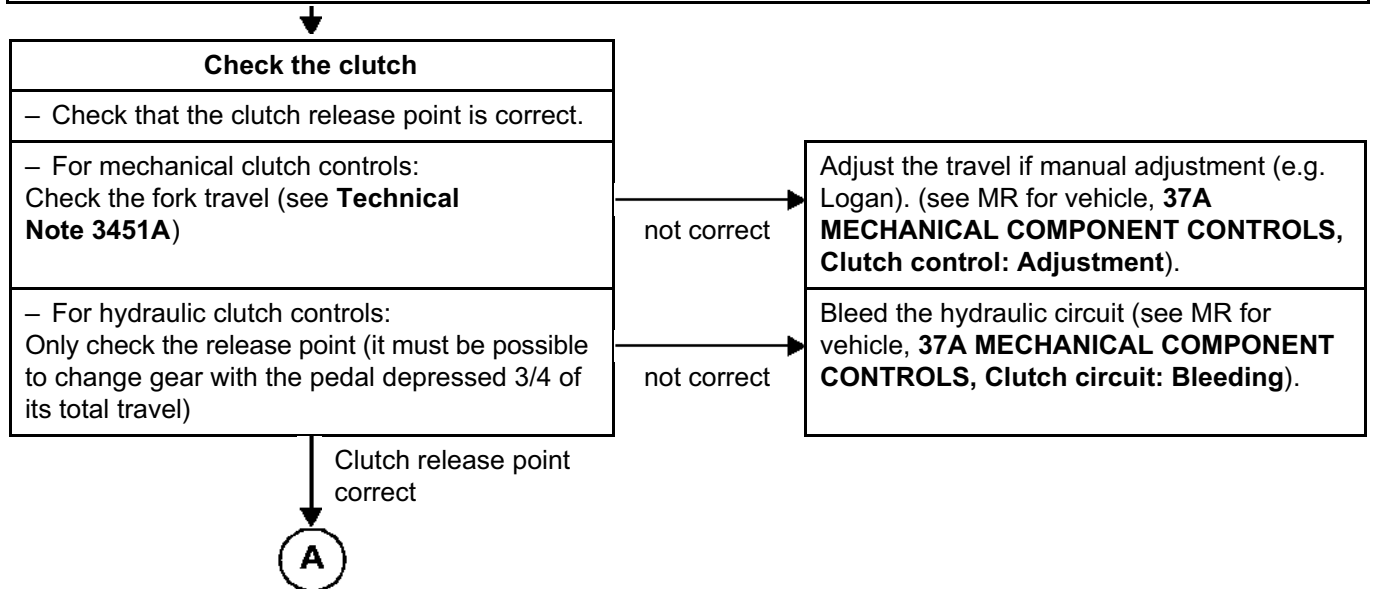 Check the clutch
– Check that the clutch release point is correct.
– For mechanical clutch controls:
Check the fork travel (see Technical
Note 3451A)
not correct
Adjust the travel if manual adjustment (e.g.
Logan). (see MR for vehicle, 37A
MECHANICAL COMPONENT CONTROLS,
Clutch control: Adjustment).
– For hydraulic clutch controls:
Only check the release point (it must be possible
to change gear with the pedal depressed 3/4 of
its total travel)
not correct
Bleed the hydraulic circuit (see MR for
vehicle, 37A MECHANICAL COMPONENT
CONTROLS, Clutch circuit: Bleeding).
Clutch release point
correct
A